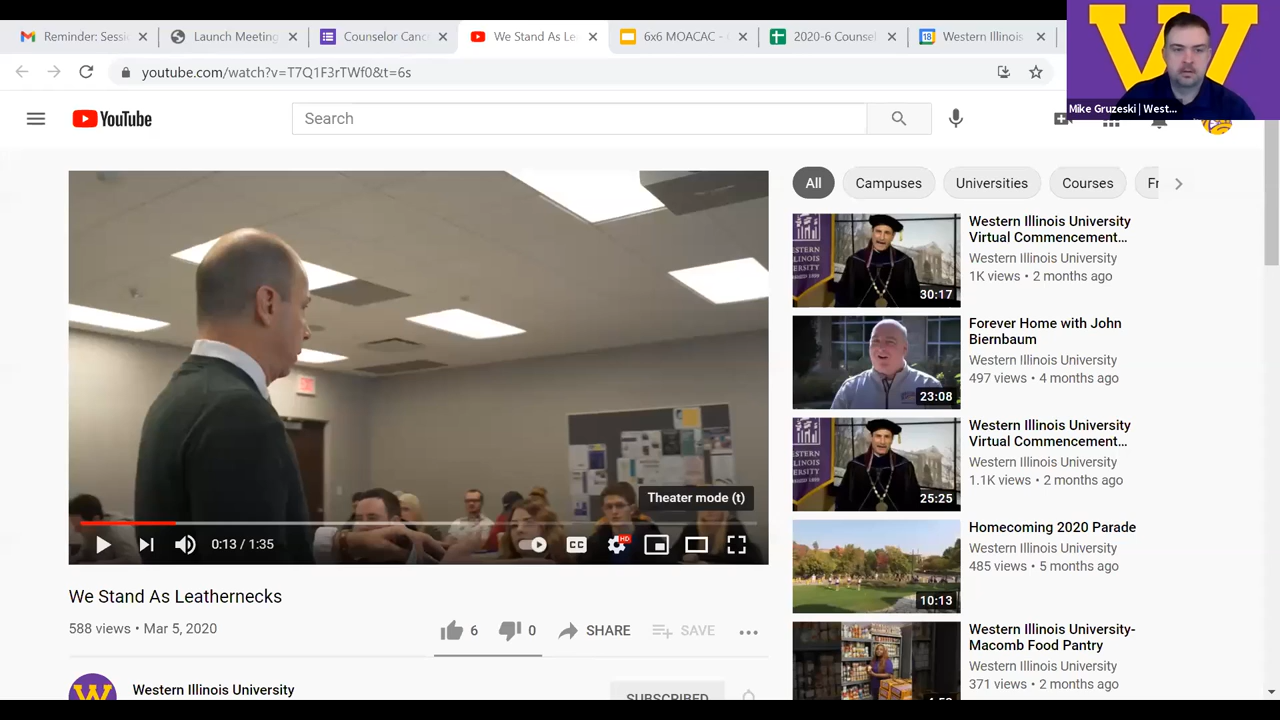 Reminder: Sessi
Launch Meeting
Counselor Canc
We Stand As Le
6x6 MOACAC -
2020-6 Counsel
18
Western Illinois
youtube.com/watch?v=T7Q1F3rTWf0&t=6s
Mike Gruzeski | West...
YouTube
Search
All
Campuses
Universities
Courses
Western Illinois University
Virtual Commencement...
Western Illinois University
1K views • 2 months ago
30:17
Forever Home with John
Biernbaum
Western Illinois University
497 views • 4 months ago
23:08
Western Illinois University
Virtual Commencement...
Western Illinois University
1.1K views • 2 months ago
25:25
Homecoming 2020 Parade
Western Illinois University
485 views • 5 months ago
10:13
Western Illinois University-
Macomb Food Pantry
Western Illinois University
371 views • 2 months ago
Theater mode (t)
0:13 / 1:35
CC
HD
We Stand As Leathernecks
588 views • Mar 5, 2020
6
0
SHARE
SAVE
W
Western Illinois University
SUBSCRIBED